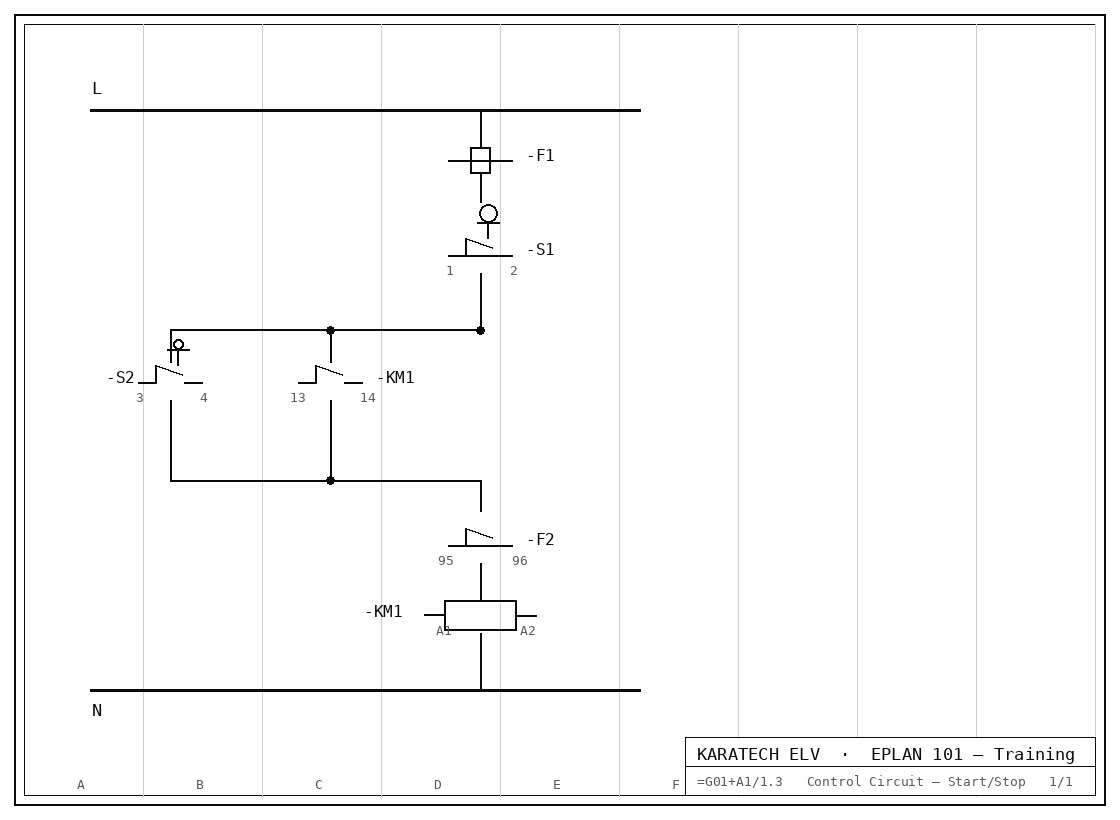 L
-F1
-S1
1 2
-S2
-KM1
3 4
13 14
-F2
95 96
-KM1
A1 A2
N
KARATECH ELV · EPLAN 101 — Training
=G01+A1/1.3 Control Circuit — Start/Stop 1/1
A B C D E F